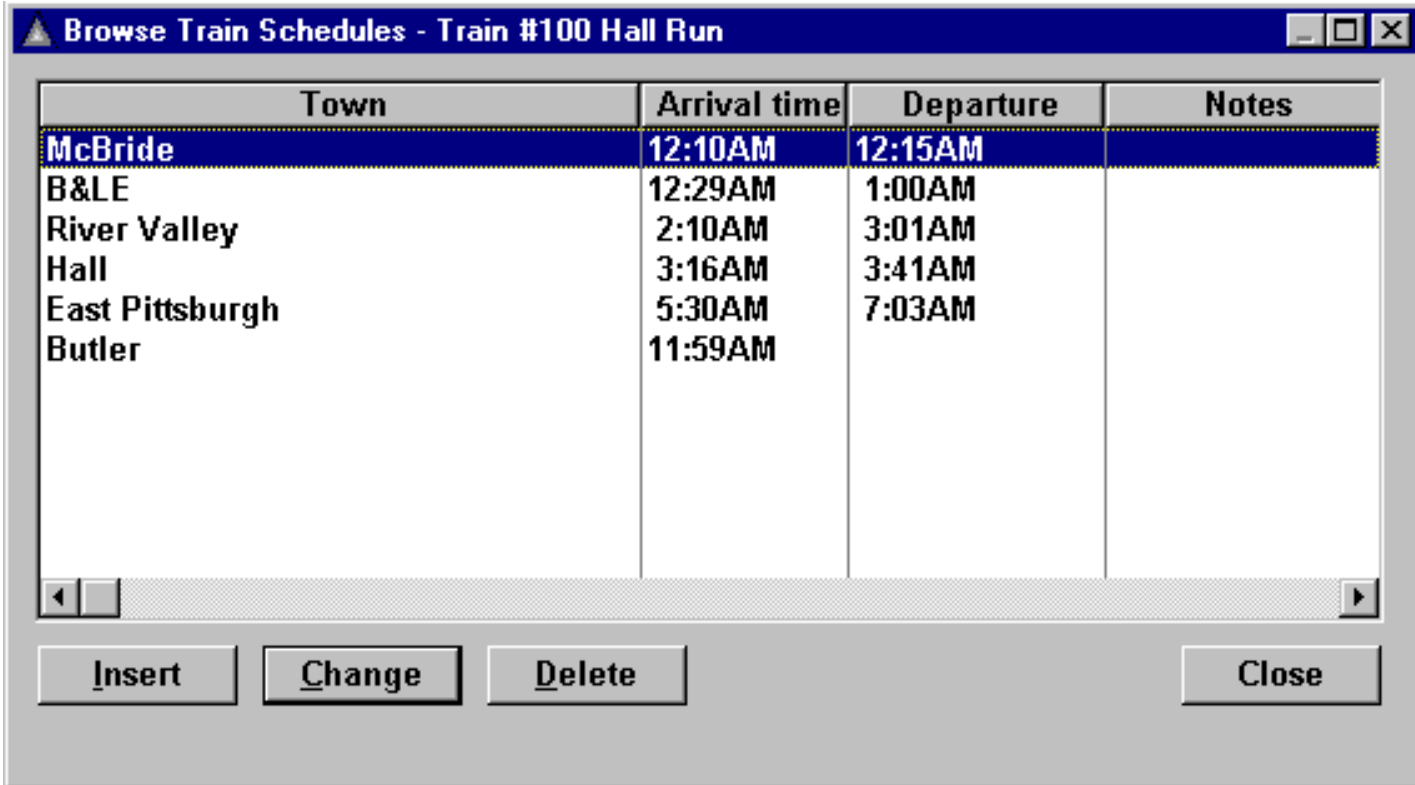 Browse Train Schedules - Train #100 Hall Run
Town Arrival time Departure Notes
McBride 12:10AM 12:15AM
B&LE 12:29AM 1:00AM
River Valley 2:10AM 3:01AM
Hall 3:16AM 3:41AM
East Pittsburgh 5:30AM 7:03AM
Butler 11:59AM
Insert Change Delete Close